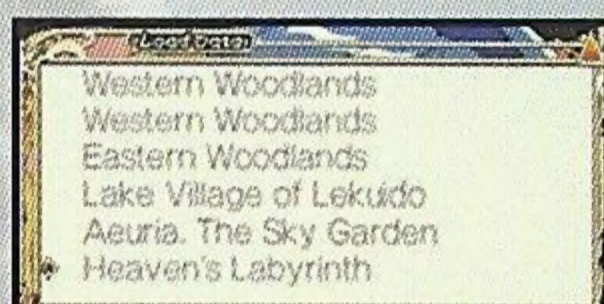 Load Data
Western Woodlands
Western Woodlands
Eastern Woodlands
Lake Village of Lekuido
Aeuria. The Sky Garden
Heaven's Labyrinth